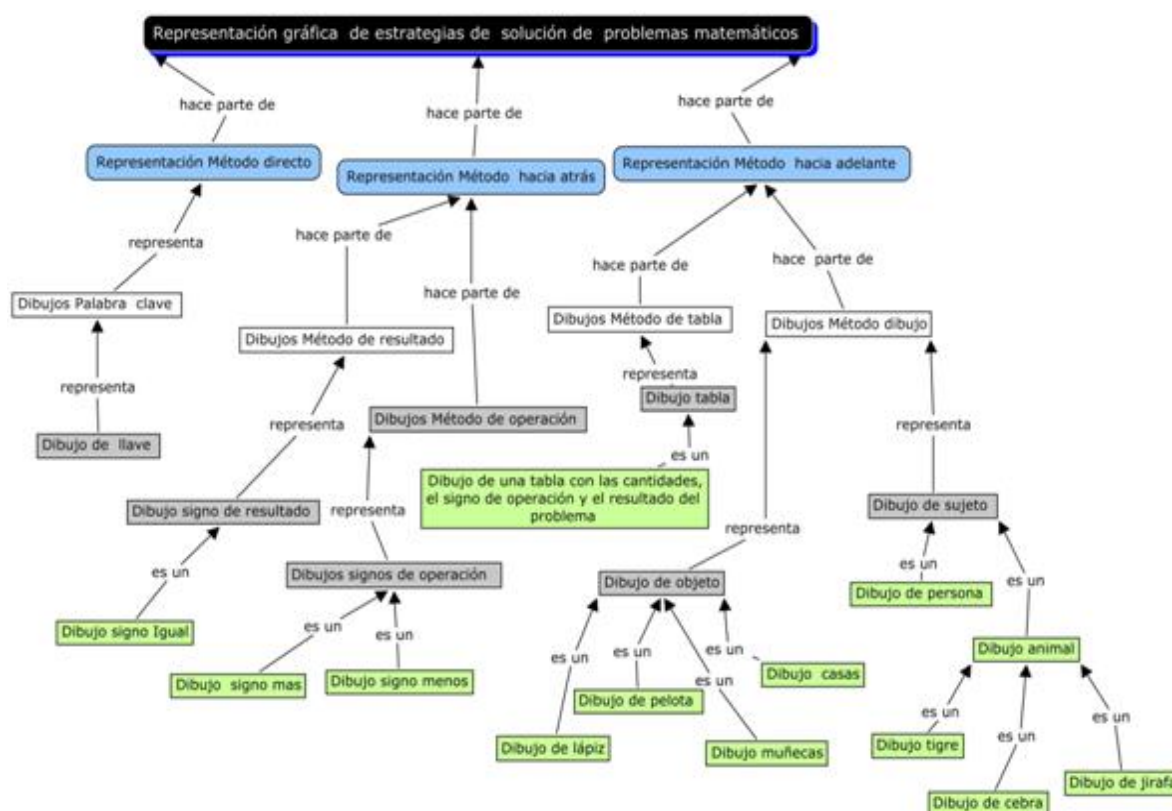 Representación gráfica de estrategias de solución de problemas matemáticos
hace parte de
hace parte de
hace parte de
Representación Método directo
Representación Método hacia atrás
Representación Método hacia adelante
representa
hace parte de
hace parte de
hace parte de
hace parte de
Dibujos Palabra clave
Dibujos Método de resultado
Dibujos Método de tabla
Dibujos Método dibujo
representa
representa
Dibujo tabla
representa
Dibujos Método de operación
representa
Dibujo de llave
es un
Dibujo de una tabla con las cantidades,
el signo de operación y el resultado del
problema
Dibujo signo de resultado
representa
representa
Dibujo de sujeto
es un
Dibujos signos de operación
Dibujo de objeto
es un
es un
Dibujo de persona
Dibujo signo Igual
es un
es un
Dibujo signo mas
Dibujo signo menos
es un
es un
es un
es un
Dibujo casas
Dibujo animal
Dibujo de pelota
Dibujo de lápiz
Dibujo muñecas
es un
es un
es un
Dibujo tigre
Dibujo de cebra
Dibujo de jirafa